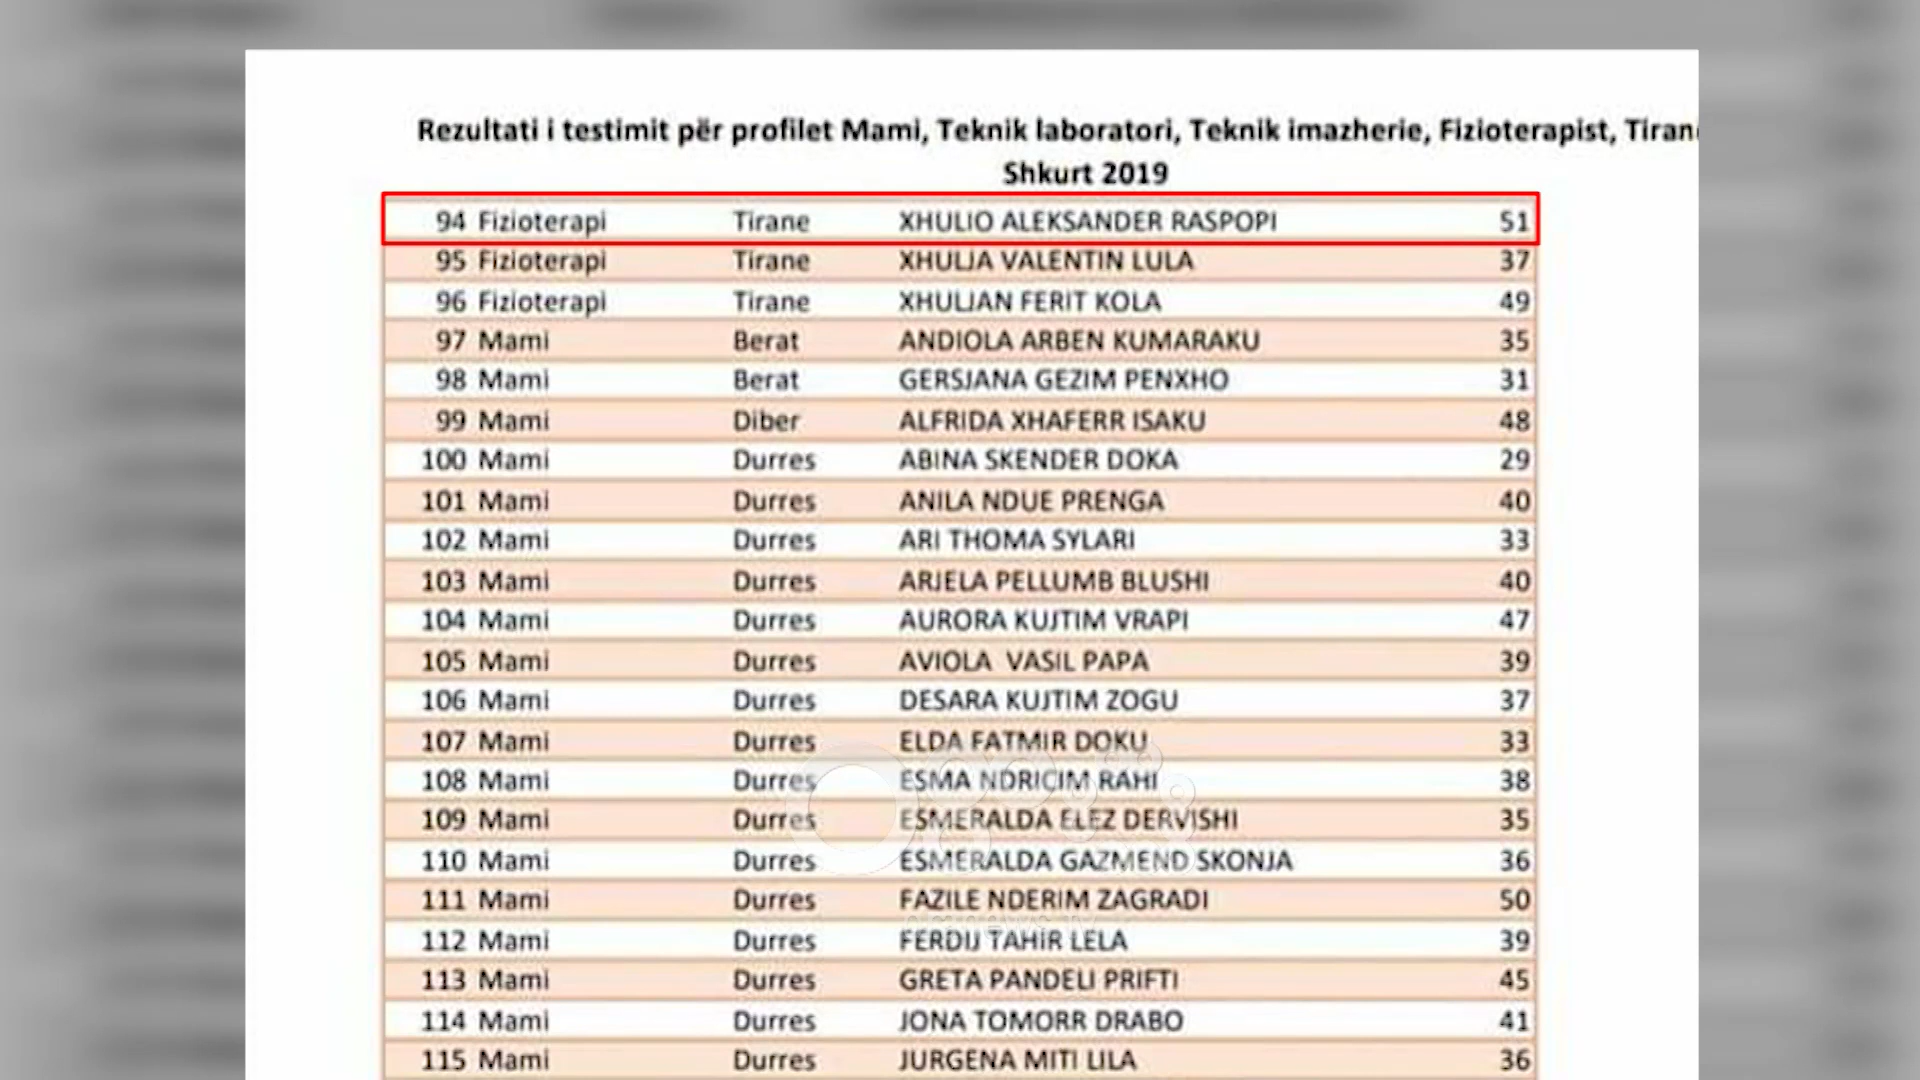 Rezultati i testimit për profilet Mami, Teknik laboratori, Teknik imazherie, Fizioterapist, Tiran
Shkurt 2019
94 Fizioterapi Tirane XHULIO ALEKSANDER RASPOPI 51
95 Fizioterapi Tirane XHULJA VALENTIN LULA 37
96 Fizioterapi Tirane XHULJAN FERIT KOLA 49
97 Mami Berat ANDIOLA ARBEN KUMARAKU 35
98 Mami Berat GERSJANA GEZIM PENXHO 31
99 Mami Diber ALFRIDA XHAFERR ISAKU 48
100 Mami Durres ABINA SKENDER DOKA 29
101 Mami Durres ANILA NDUE PRENGA 40
102 Mami Durres ARI THOMA SYLARI 33
103 Mami Durres ARJELA PELLUMB BLUSHI 40
104 Mami Durres AURORA KUJTIM VRAPI 47
105 Mami Durres AVIOLA VASIL PAPA 39
106 Mami Durres DESARA KUJTIM ZOGU 37
107 Mami Durres ELDA FATMIR DOKU 33
108 Mami Durres ESMA NDRICIM RAHI 38
109 Mami Durres ESMERALDA ELEZ DERVISHI 35
110 Mami Durres ESMERALDA GAZMEND SKONJA 36
111 Mami Durres FAZILE NDERIM ZAGRADI 50
112 Mami Durres FERDIJ TAHIR LELA 39
113 Mami Durres GRETA PANDELI PRIFTI 45
114 Mami Durres JONA TOMORR DRABO 41
115 Mami Durres JURGENA MITI LILA 36